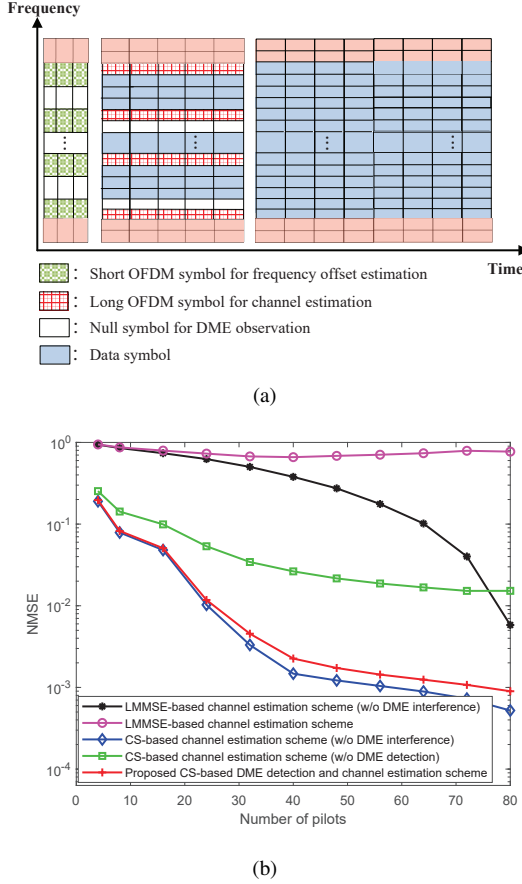 Frequency
⋮
⋮
⋮
⋮
Time
: Short OFDM symbol for frequency offset estimation
: Long OFDM symbol for channel estimation
: Null symbol for DME observation
: Data symbol
(a)
10^0
10^-1
10^-2
10^-3
10^-4
NMSE
LMMSE-based channel estimation scheme (w/o DME interference)
LMMSE-based channel estimation scheme
CS-based channel estimation scheme (w/o DME interference)
CS-based channel estimation scheme (w/o DME detection)
Proposed CS-based DME detection and channel estimation scheme
0 10 20 30 40 50 60 70 80
Number of pilots
(b)